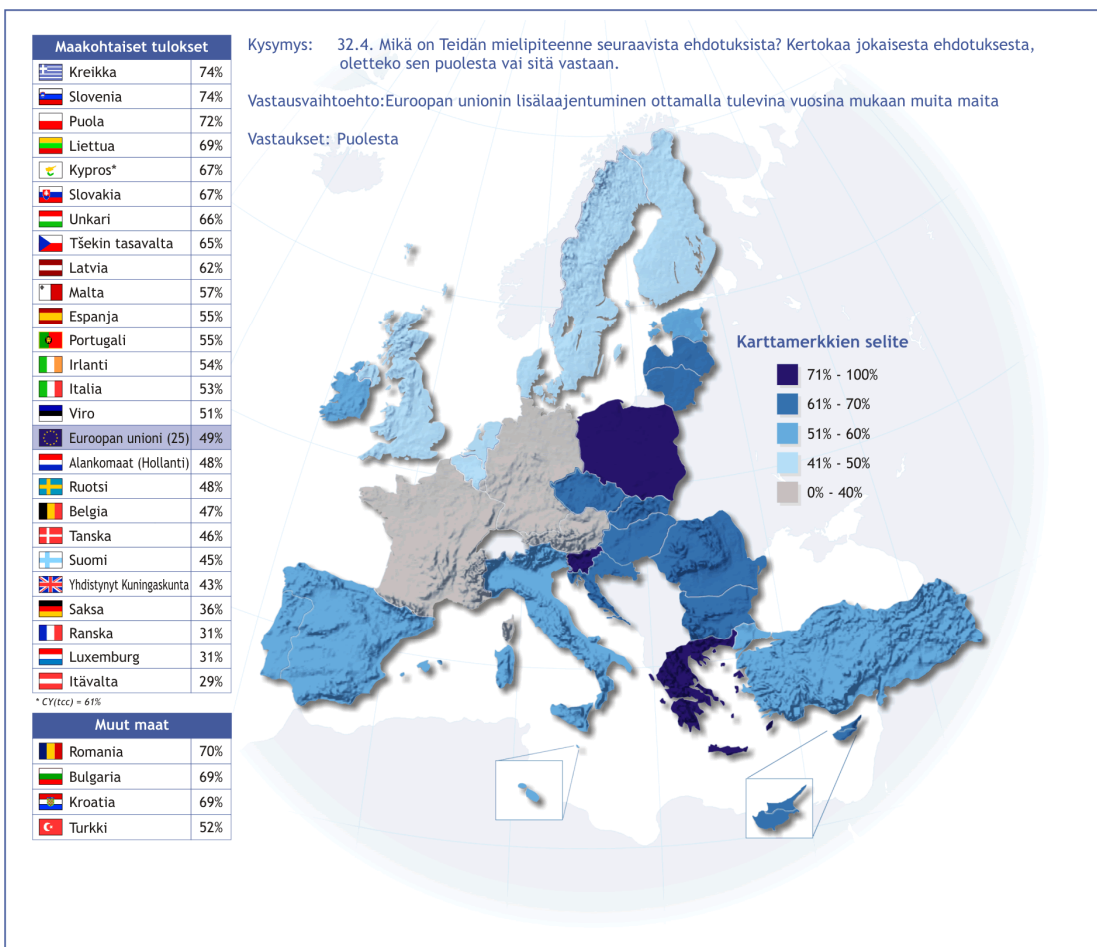 Kysymys: 32.4. Mikä on Teidän mielipiteenne seuraavista ehdotuksista? Kertokaa jokaisesta ehdotuksesta,
oletteko sen puolesta vai sitä vastaan.
Vastausvaihtoehto:Euroopan unionin lisälaajentuminen ottamalla tulevina vuosina mukaan muita maita
Vastaukset: Puolesta
Maakohtaiset tulokset
Kreikka 74%
Slovenia 74%
Puola 72%
Liettua 69%
Kypros* 67%
Slovakia 67%
Unkari 66%
Tšekin tasavalta 65%
Latvia 62%
Malta 57%
Espanja 55%
Portugali 55%
Irlanti 54%
Italia 53%
Viro 51%
Euroopan unioni (25) 49%
Alankomaat (Hollanti) 48%
Ruotsi 48%
Belgia 47%
Tanska 46%
Suomi 45%
Yhdistynyt Kuningaskunta 43%
Saksa 36%
Ranska 31%
Luxemburg 31%
Itävalta 29%
* CY(tcc) = 61%
Muut maat
Romania 70%
Bulgaria 69%
Kroatia 69%
Turkki 52%
Karttamerkkien selite
71% - 100%
61% - 70%
51% - 60%
41% - 50%
0% - 40%